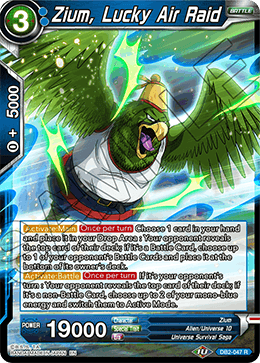 3
Zium, Lucky Air Raid
BATTLE
0 + 5000
Activate: Main Once per turn Choose 1 card in your
hand and place it in your Drop Area : Your opponent reveals
the top card of their deck; if it's a Battle Card, choose up
to 1 of your opponent's Battle Cards and place it at the
bottom of its owner's deck.
Activate: Battle Once per turn If it's your opponent's
turn : Your opponent reveals the top card of their deck; if
it's a non-Battle Card, choose up to 2 of your mono-blue
energy and switch them to Active Mode.
POWER
19000
Character
Zium
Special Trait
Alien/Universe 10
Era
Universe Survival Saga
DB2-047 R